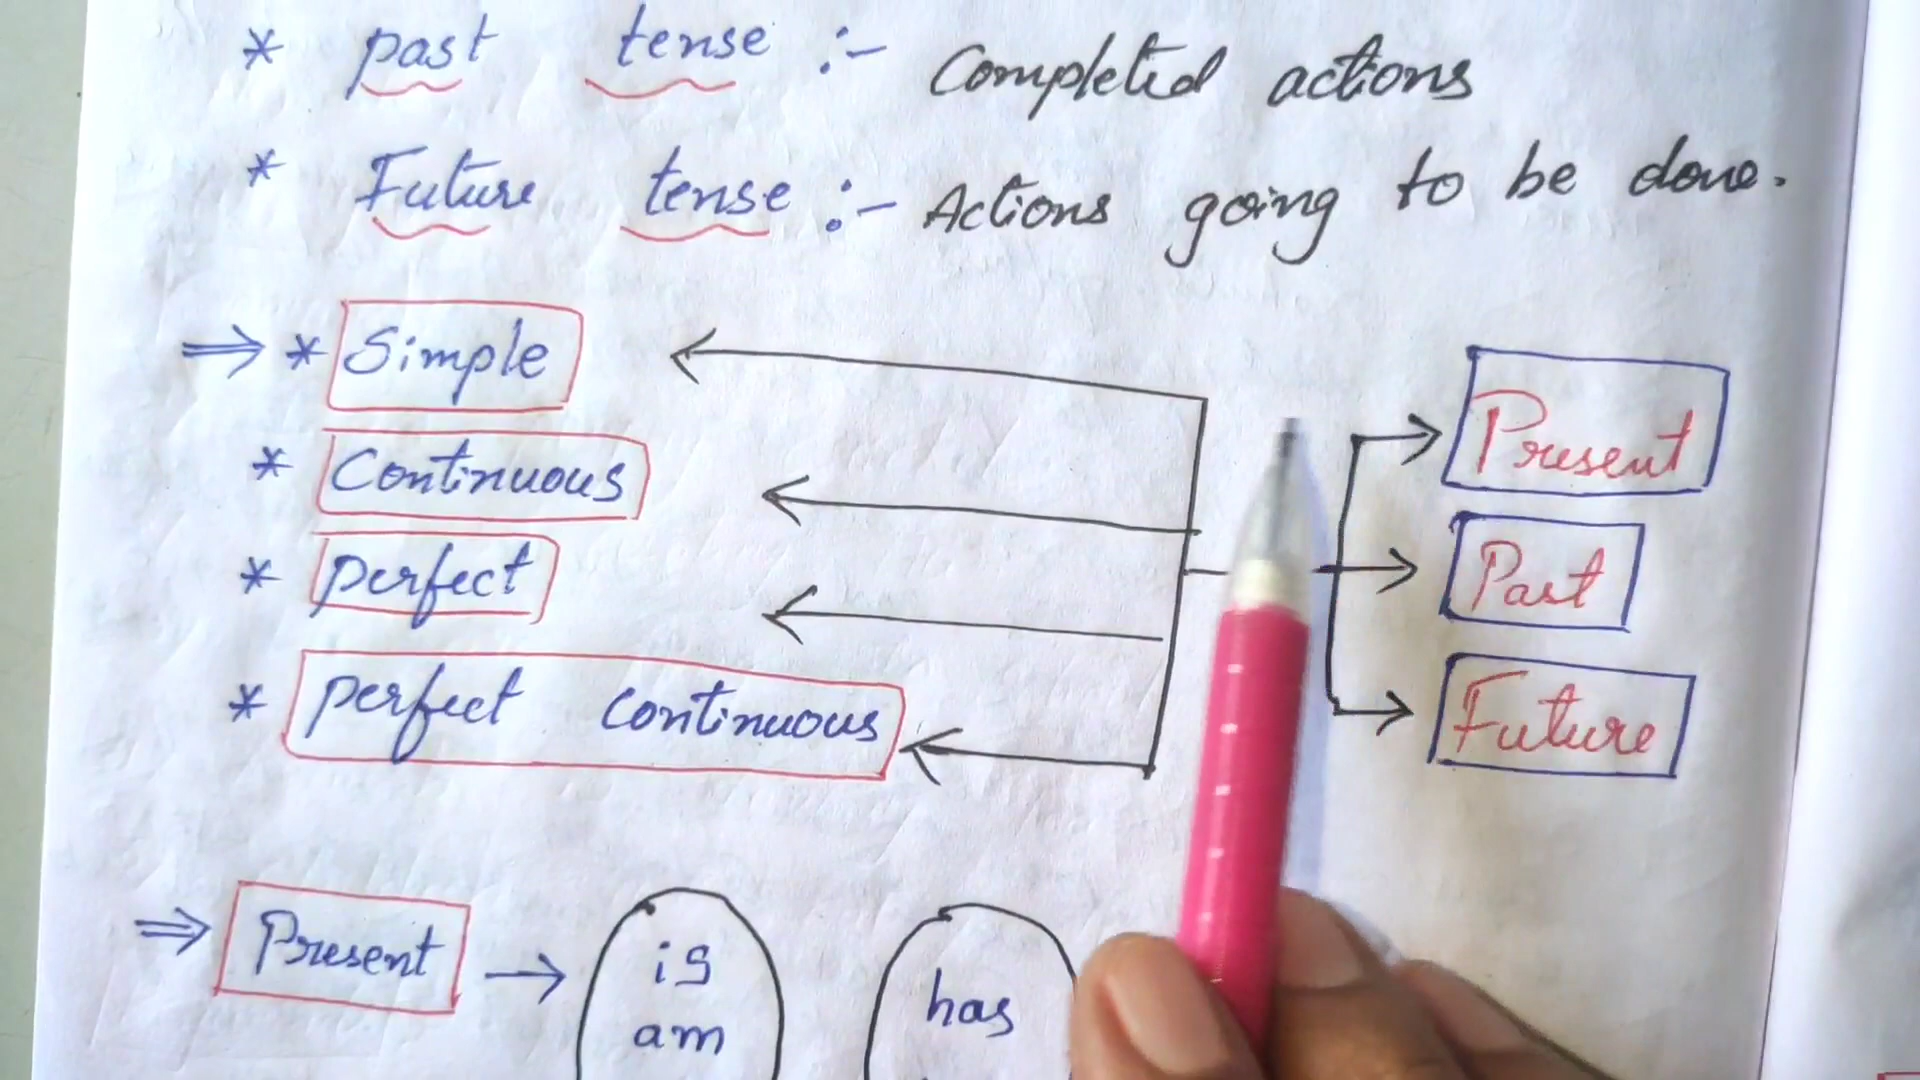 * past tense :- Completed actions
* Future tense :- Actions going to be done.
⇒ * Simple
* Continuous
* perfect
* perfect continuous
Present
Past
Future
⇒ Present →
is
am
has